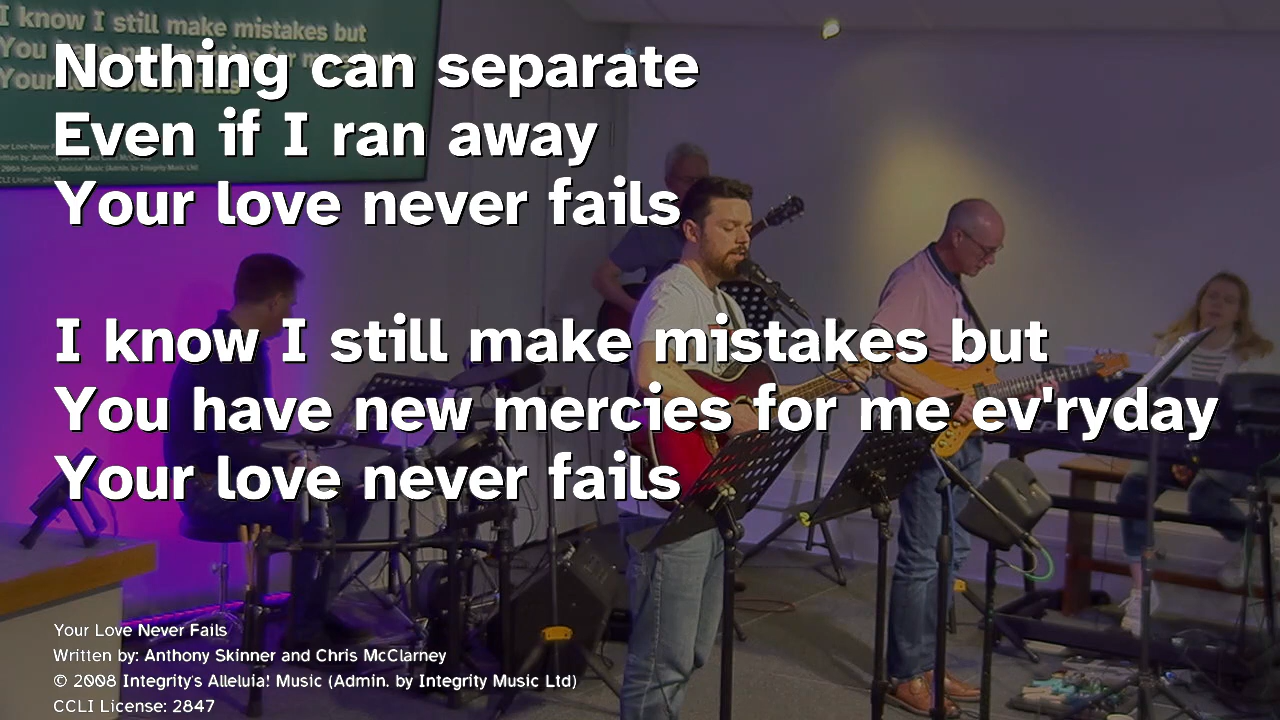 I know I still make mistakes but
Nothing can separate
Even if I ran away
Your love never fails
I know I still make mistakes but
You have new mercies for me ev'ryday
Your love never fails
Your Love Never Fails
Written by: Anthony Skinner and Chris McClarney
© 2008 Integrity's Alleluia! Music (Admin. by Integrity Music Ltd)
CCLI License: 2847